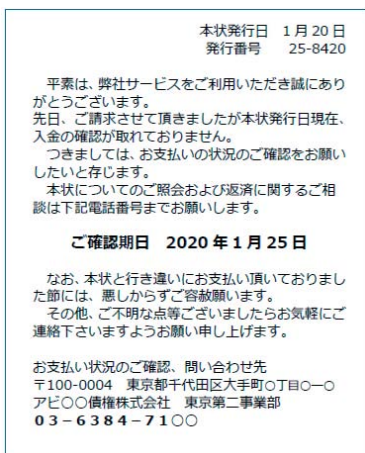 本状発行日　1月20日
発行番号　25-8420
平素は、弊社サービスをご利用いただき誠にあり
がとうございます。
先日、ご請求させて頂きましたが本状発行日現在、
入金の確認が取れておりません。
つきましては、お支払いの状況のご確認をお願い
したいと存じます。
本状についてのご照会および返済に関するご相
談は下記電話番号までお願いします。
ご確認期日　2020年1月25日
なお、本状と行き違いにお支払い頂いておりまし
た節には、悪しからずご容赦願います。
その他、ご不明な点等ございましたらお気軽にご
連絡下さいますようお願い申し上げます。
お支払い状況のご確認、問い合わせ先
〒100-0004　東京都千代田区大手町○丁目○ー○
アビ○○債権株式会社　東京第二事業部
03－6384－71○○